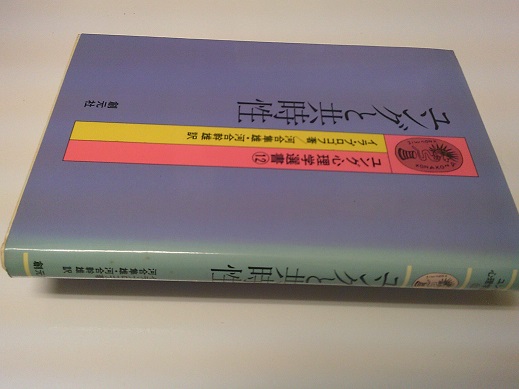 ユングと共時性
イラ・プロゴフ著／河合隼雄・河合幹雄訳
ユング心理学選書⑫
創元社
ユングと共時性
河合隼雄・河合幹雄訳
創元